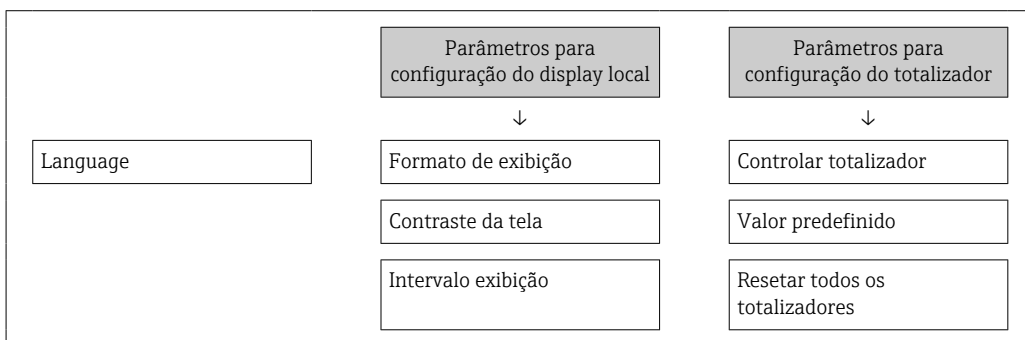 Parâmetros para
configuração do display local
Parâmetros para
configuração do totalizador
↓
↓
Language
Formato de exibição
Controlar totalizador
Contraste da tela
Valor predefinido
Intervalo exibição
Resetar todos os
totalizadores